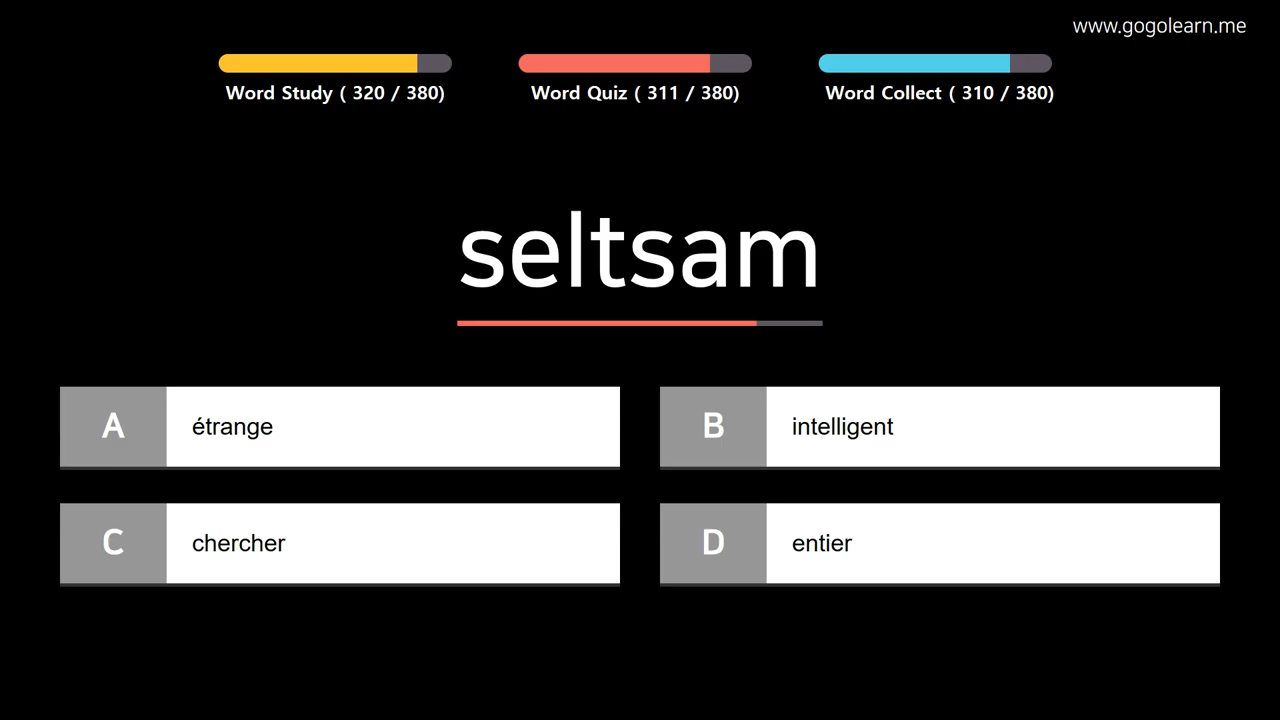 www.gogolearn.me
Word Study ( 320 / 380)
Word Quiz ( 311 / 380)
Word Collect ( 310 / 380)
seltsam
A étrange
B intelligent
C chercher
D entier